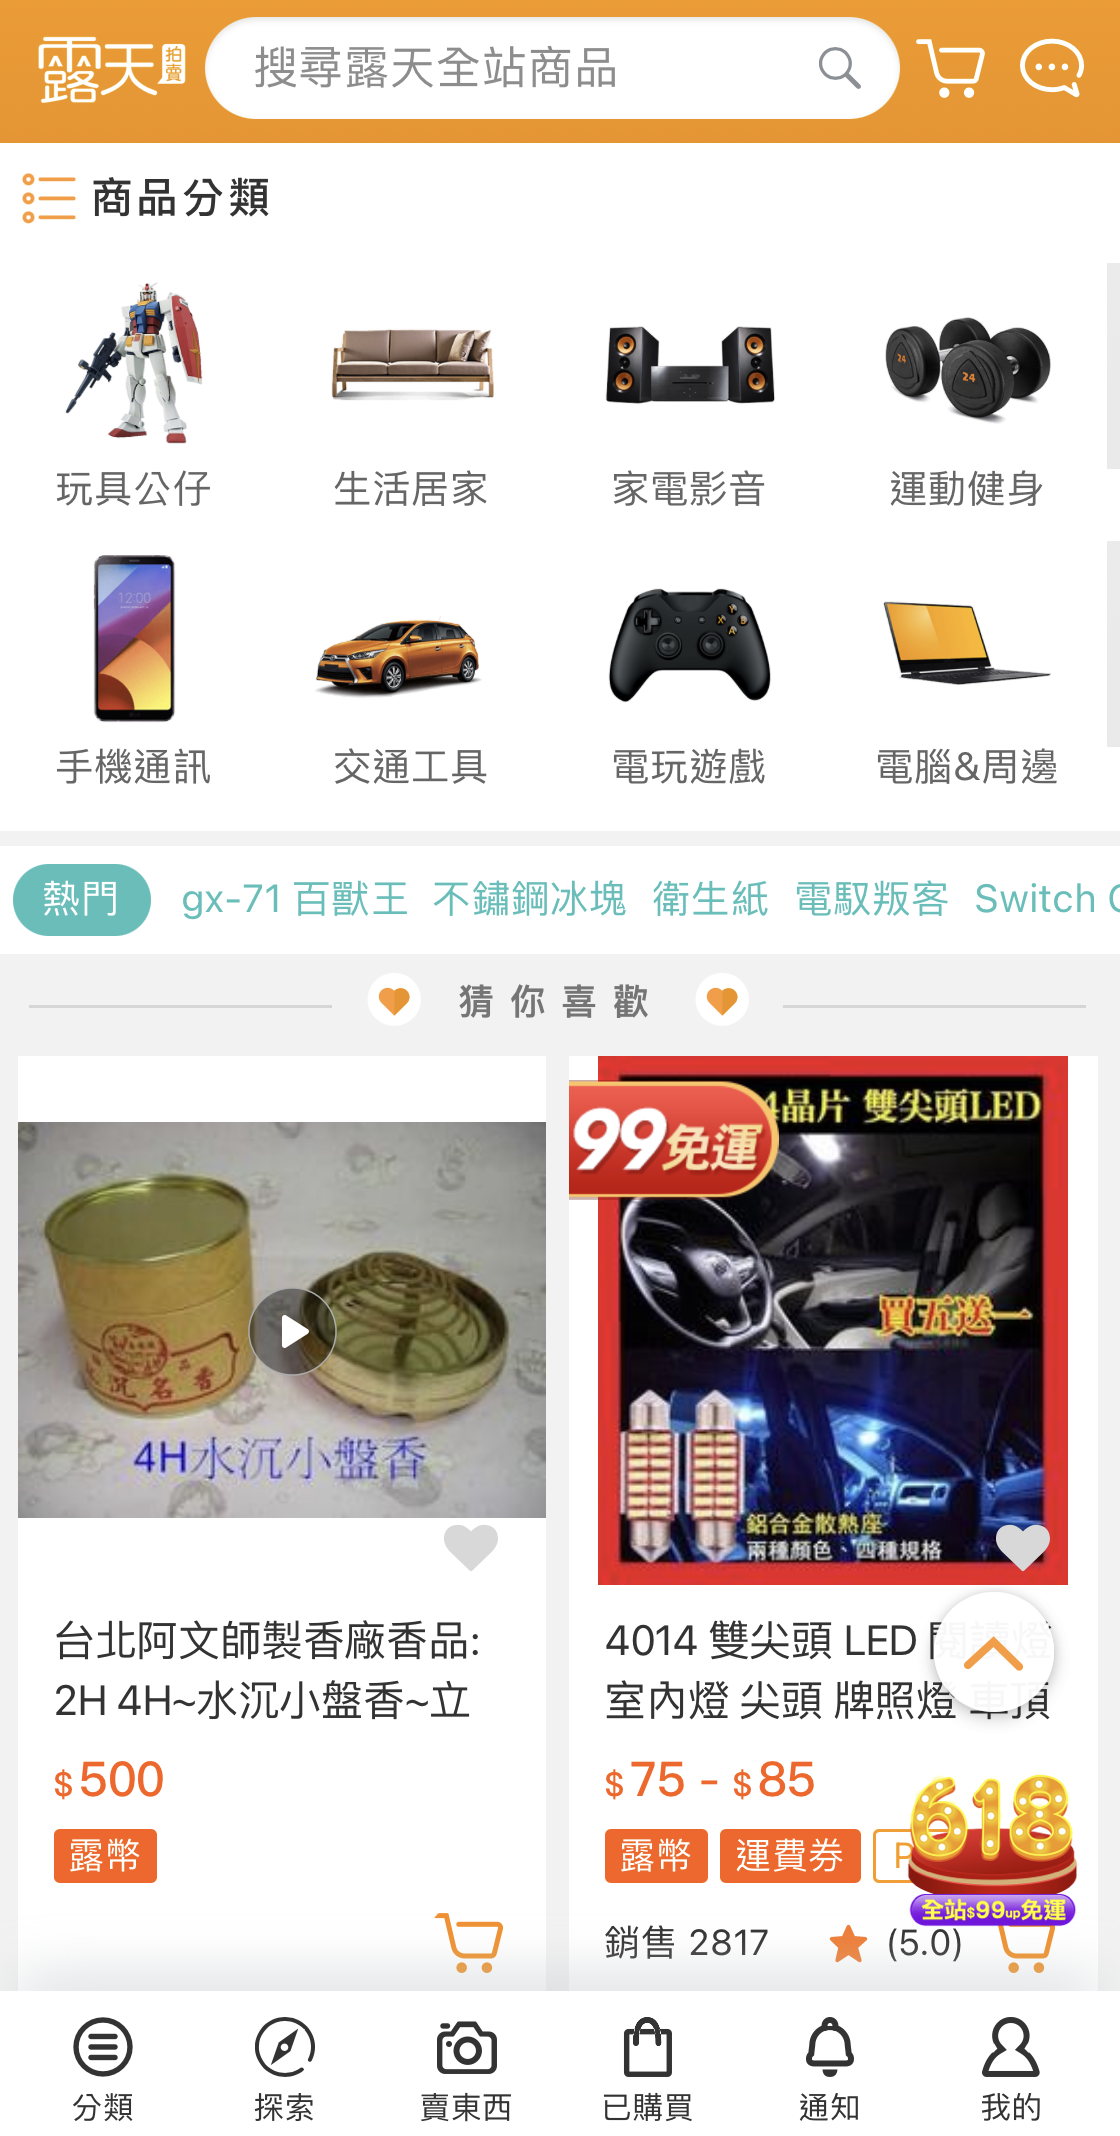 露天 拍賣
搜尋露天全站商品
商品分類
玩具公仔
生活居家
家電影音
運動健身
24 24
12:00
手機通訊
交通工具
電玩遊戲
電腦&周邊
熱門 gx-71 百獸王 不鏽鋼冰塊 衛生紙 電馭叛客 Switch
猜你喜歡
4H水沉小盤香
台北阿文師製香廠香品:
2H 4H~水沉小盤香~立
$500
露幣
99免運
4晶片 雙尖頭LED
買五送一
鋁合金散熱座
兩種顏色、四種規格
4014 雙尖頭 LED 閱讀燈
室內燈 尖頭 牌照燈 車頂
$75 - $85
露幣 運費券 P
618
全站$99up免運
銷售 2817 (5.0)
分類
探索
賣東西
已購買
通知
我的